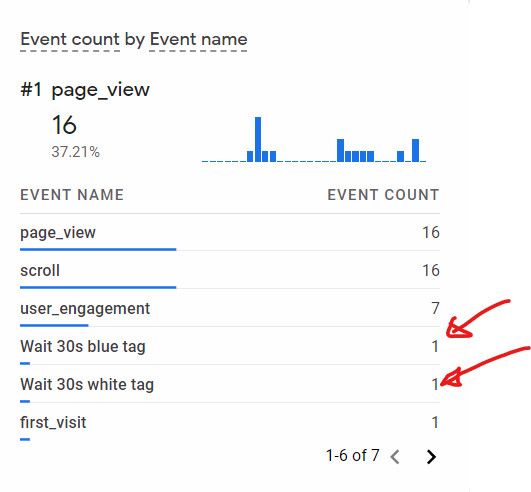 Event count by Event name
#1 page_view
16
37.21%
EVENT NAME EVENT COUNT
page_view 16
scroll 16
user_engagement 7
Wait 30s blue tag 1
Wait 30s white tag 1
first_visit 1
1-6 of 7